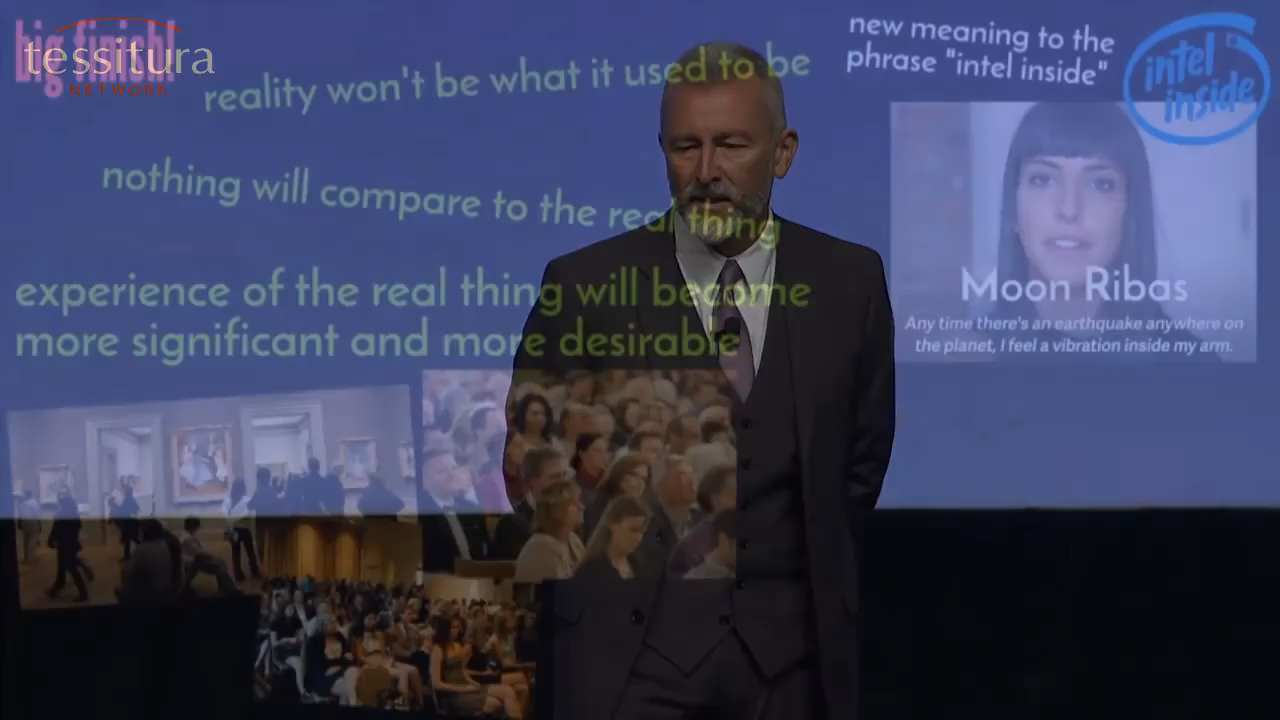 big finish!
tessitura
NETWORK
reality won't be what it used to be
nothing will compare to the real thing
experience of the real thing will become
more significant and more desirable
new meaning to the
phrase "intel inside"
intel
inside
Moon Ribas
Any time there's an earthquake anywhere on
the planet, I feel a vibration inside my arm.